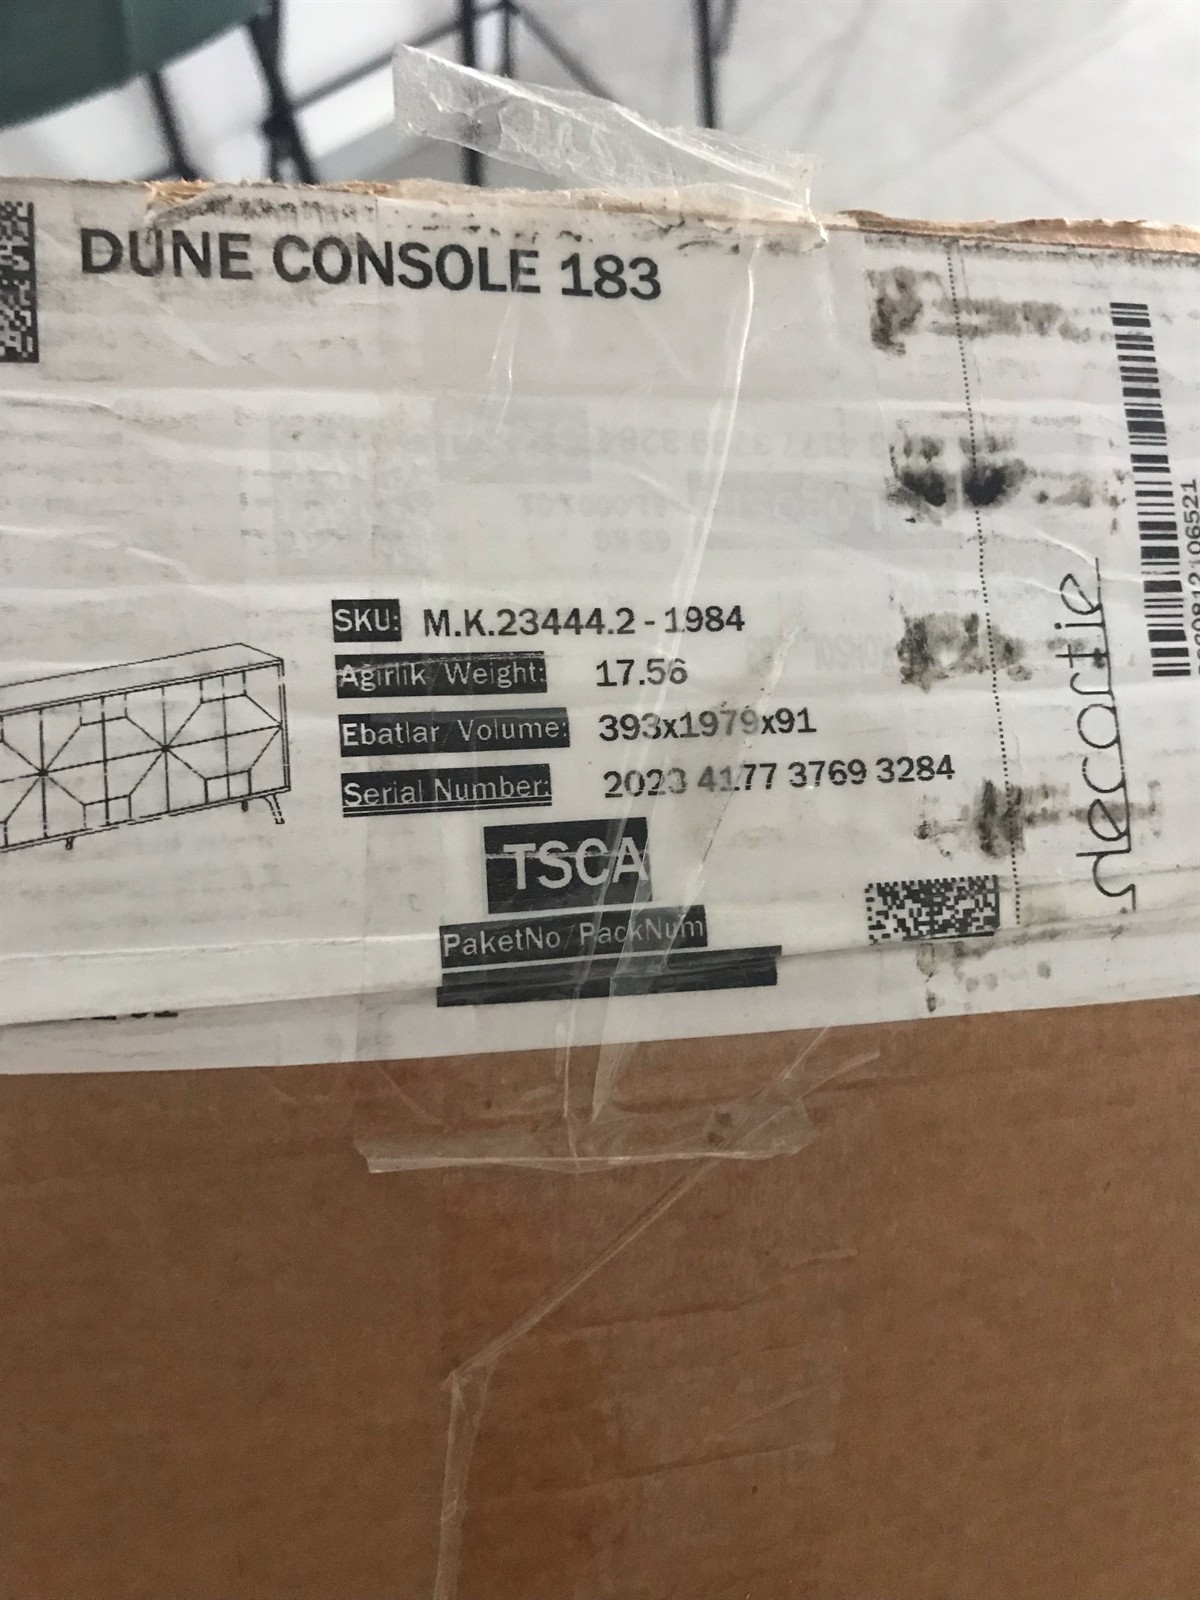 DUNE CONSOLE 183
SKU: M.K.23444.2 - 1984
Ağırlık Weight: 17.56
Ebatlar Volume: 393x1979x91
Serial Number: 2023 4177 3769 3284
TSCA
PaketNo/PackNum
decortie